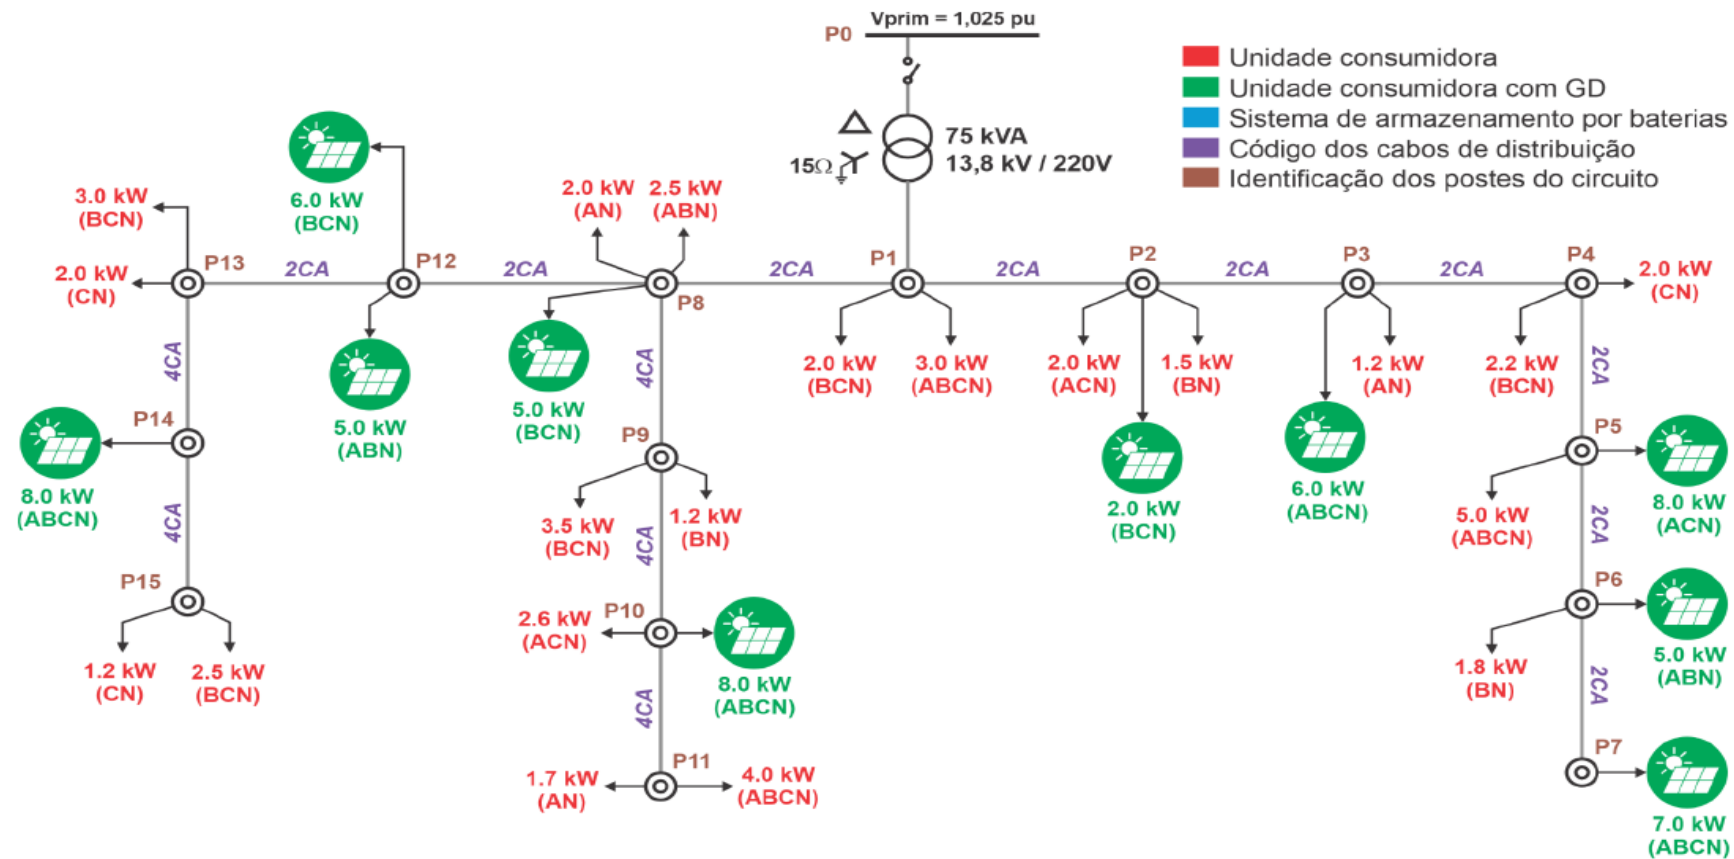 Vprim = 1,025 pu
P0
Unidade consumidora
Unidade consumidora com GD
Sistema de armazenamento por baterias
Código dos cabos de distribuição
Identificação dos postes do circuito
75 kVA
13,8 kV / 220V
15Ω
6.0 kW
(BCN)
3.0 kW
(BCN)
2.0 kW
(AN)
2.5 kW
(ABN)
P13
2CA
P12
2CA
P8
2CA
P1
2CA
P2
2CA
P3
2CA
P4
2.0 kW
(CN)
2.0 kW
(CN)
4CA
5.0 kW
(ABN)
5.0 kW
(BCN)
4CA
2.0 kW
(BCN)
3.0 kW
(ABCN)
2.0 kW
(ACN)
1.5 kW
(BN)
1.2 kW
(AN)
2.2 kW
(BCN)
2CA
P14
8.0 kW
(ABCN)
4CA
P9
3.5 kW
(BCN)
1.2 kW
(BN)
4CA
2.0 kW
(BCN)
6.0 kW
(ABCN)
P5
5.0 kW
(ABCN)
8.0 kW
(ACN)
2CA
P15
1.2 kW
(CN)
2.5 kW
(BCN)
P10
2.6 kW
(ACN)
8.0 kW
(ABCN)
4CA
P6
1.8 kW
(BN)
5.0 kW
(ABN)
2CA
P11
1.7 kW
(AN)
4.0 kW
(ABCN)
P7
7.0 kW
(ABCN)